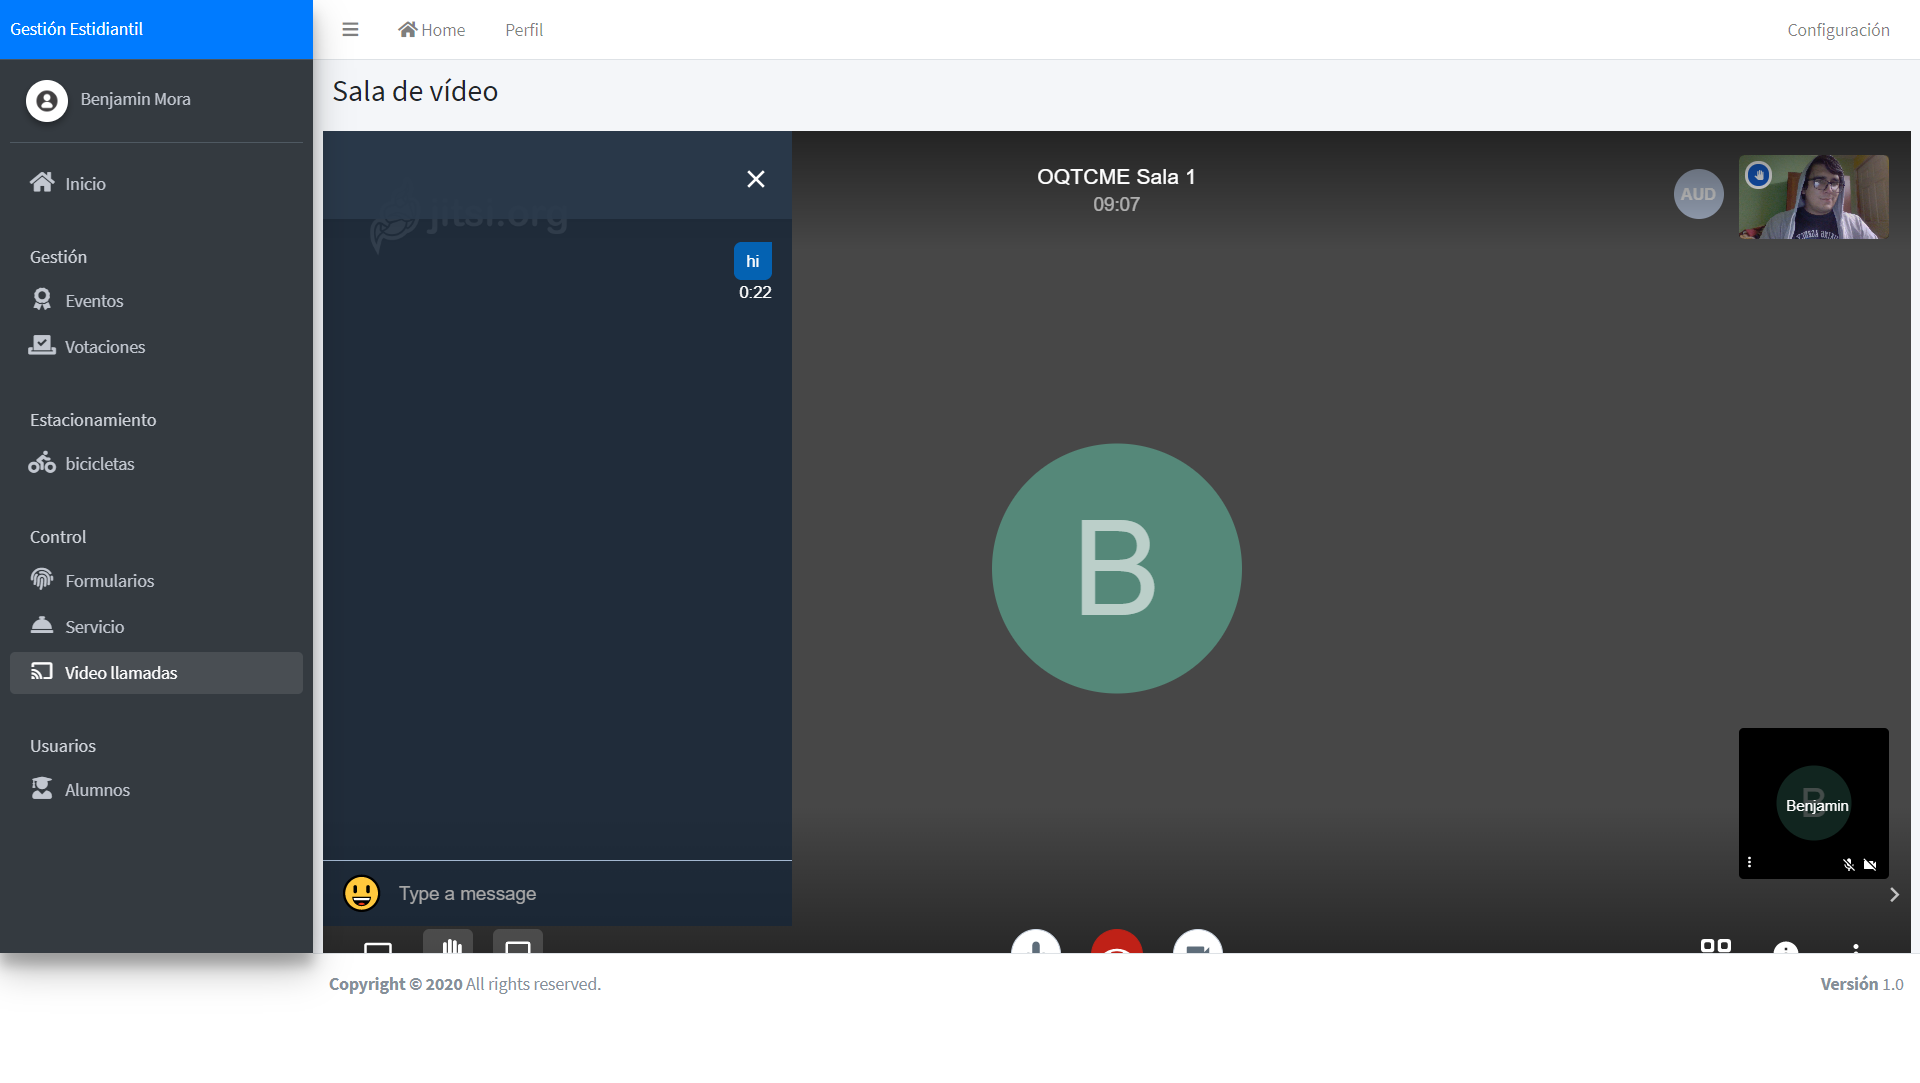 Gestión Estidiantil
Home
Perfil
Configuración
Benjamin Mora
Inicio
Gestión
Eventos
Votaciones
Estacionamiento
bicicletas
Control
Formularios
Servicio
Video llamadas
Usuarios
Alumnos
Sala de vídeo
jitsi.org
hi
0:22
Type a message
OQTCME Sala 1
09:07
AUD
B
B
Benjamin
Copyright © 2020 All rights reserved.
Versión 1.0